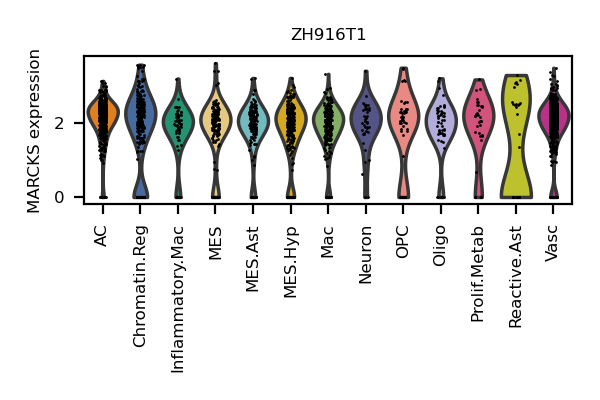 ZH916T1
MARCKS expression
2
0
AC
Chromatin.Reg
Inflammatory.Mac
MES
MES.Ast
MES.Hyp
Mac
Neuron
OPC
Oligo
Prolif.Metab
Reactive.Ast
Vasc